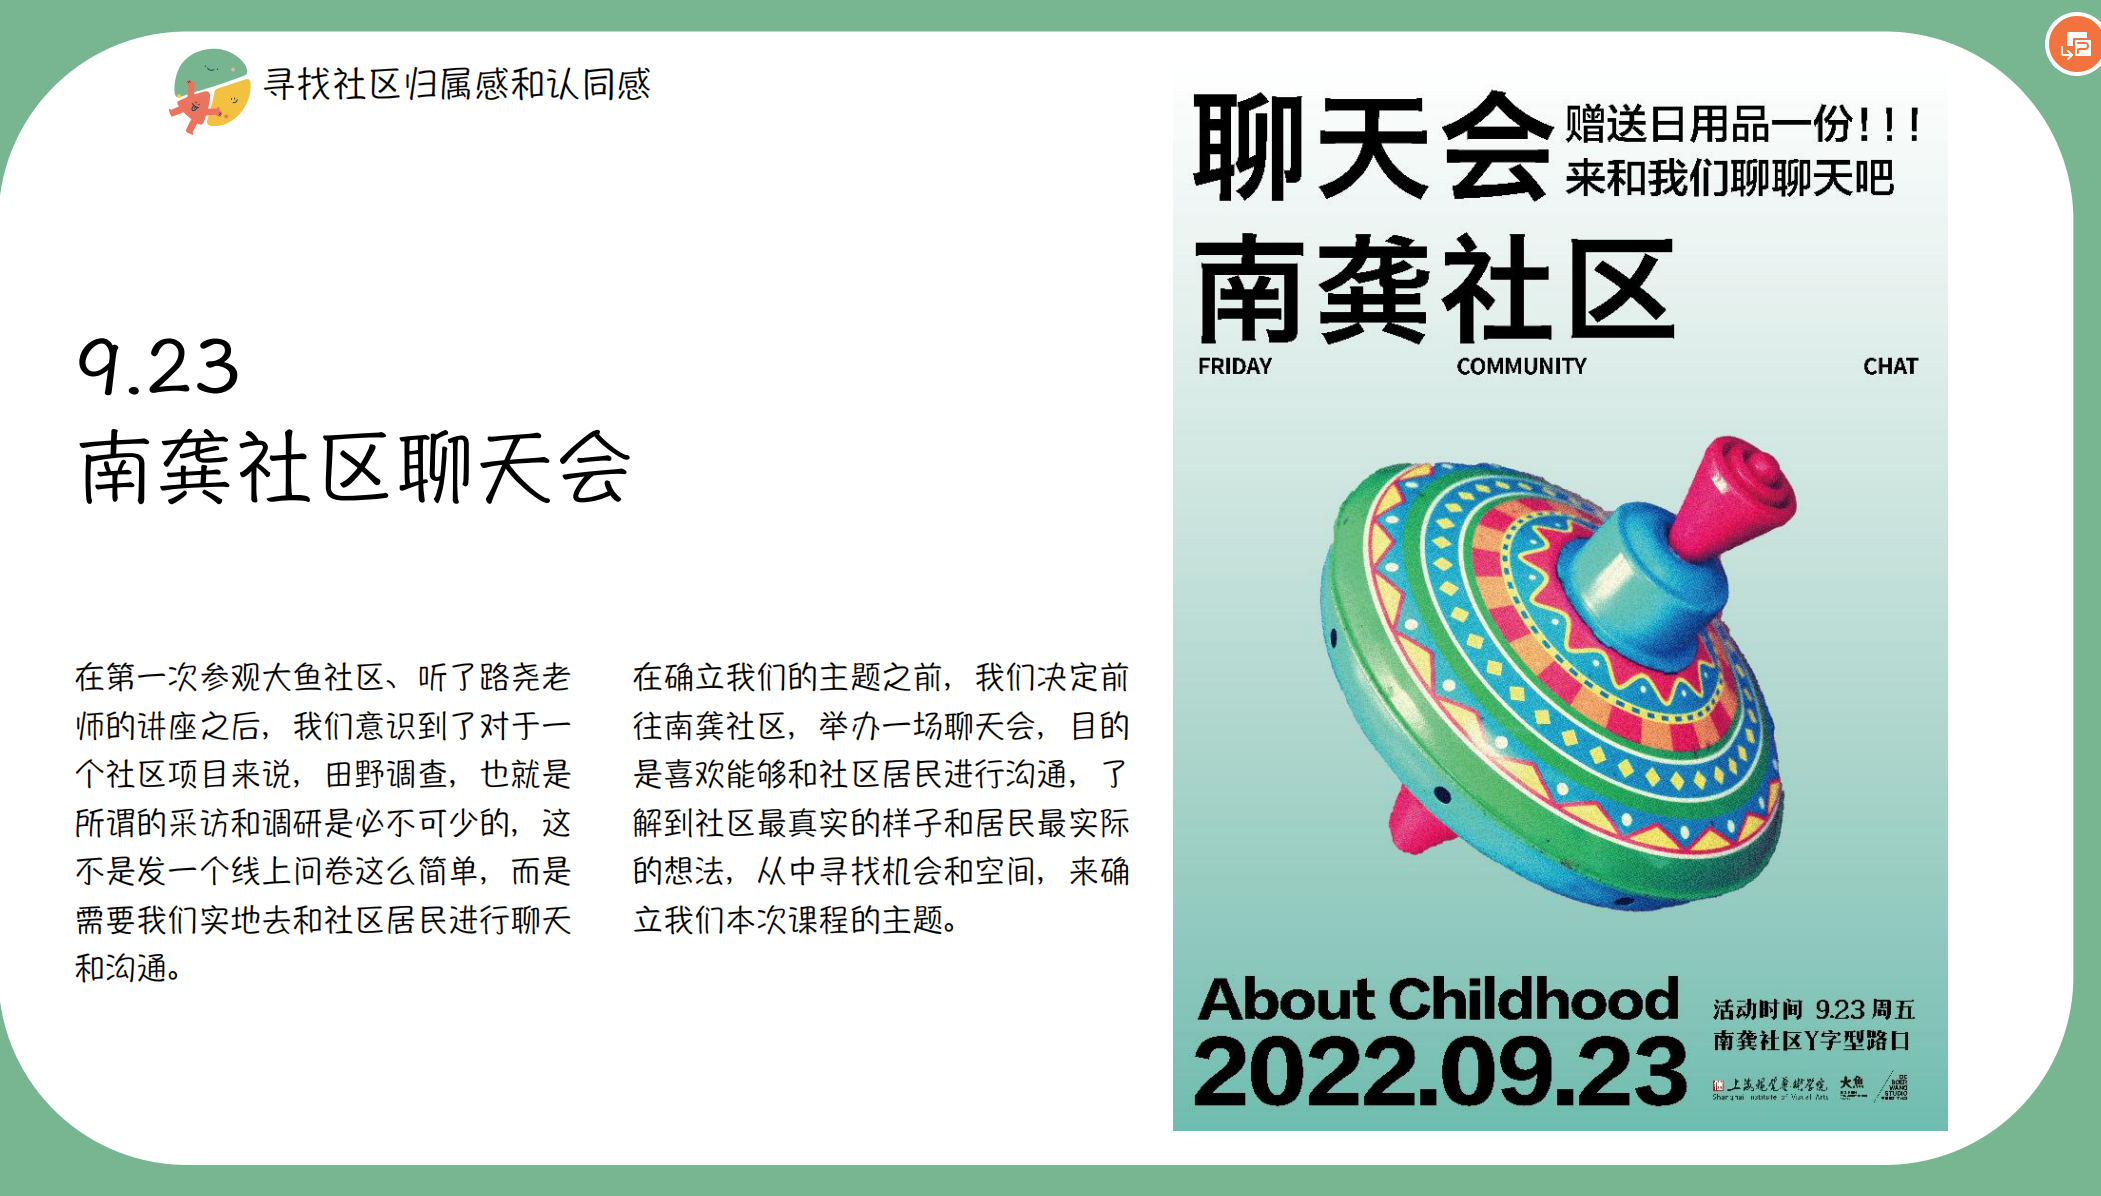 寻找社区归属感和认同感
9.23
南龚社区聊天会
在第一次参观大鱼社区、听了路尧老
师的讲座之后，我们意识到了对于一
个社区项目来说，田野调查，也就是
所谓的采访和调研是必不可少的，这
不是发一个线上问卷这么简单，而是
需要我们实地去和社区居民进行聊天
和沟通。
在确立我们的主题之前，我们决定前
往南龚社区，举办一场聊天会，目的
是喜欢能够和社区居民进行沟通，了
解到社区最真实的样子和居民最实际
的想法，从中寻找机会和空间，来确
立我们本次课程的主题。
聊天会
赠送日用品一份！！！
来和我们聊聊天吧
南龚社区
FRIDAY COMMUNITY CHAT
About Childhood
2022.09.23
活动时间 9.23 周五
南龚社区Y字型路口
上海视觉艺术学院
Shanghai Institute of Visual Arts
大魚